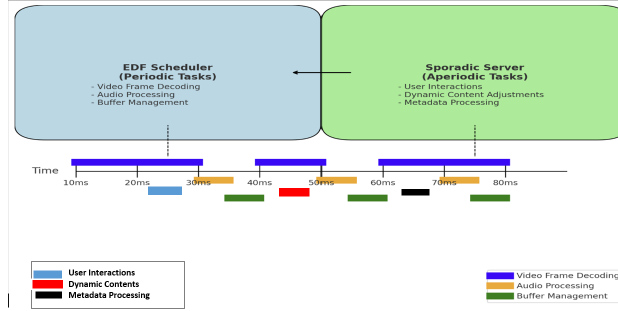 EDF Scheduler
(Periodic Tasks)
- Video Frame Decoding
- Audio Processing
- Buffer Management
Sporadic Server
(Aperiodic Tasks)
- User Interactions
- Dynamic Content Adjustments
- Metadata Processing
Time
10ms 20ms 30ms 40ms 50ms 60ms 70ms 80ms
User Interactions
Dynamic Contents
Metadata Processing
Video Frame Decoding
Audio Processing
Buffer Management